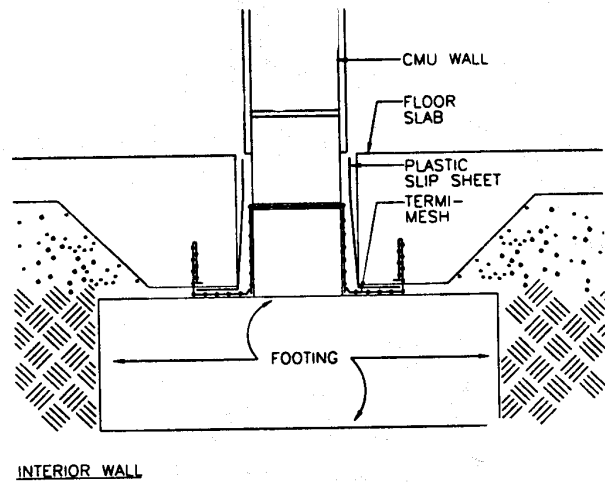 CMU WALL
FLOOR
SLAB
PLASTIC
SLIP SHEET
TERMI-
MESH
FOOTING
INTERIOR WALL